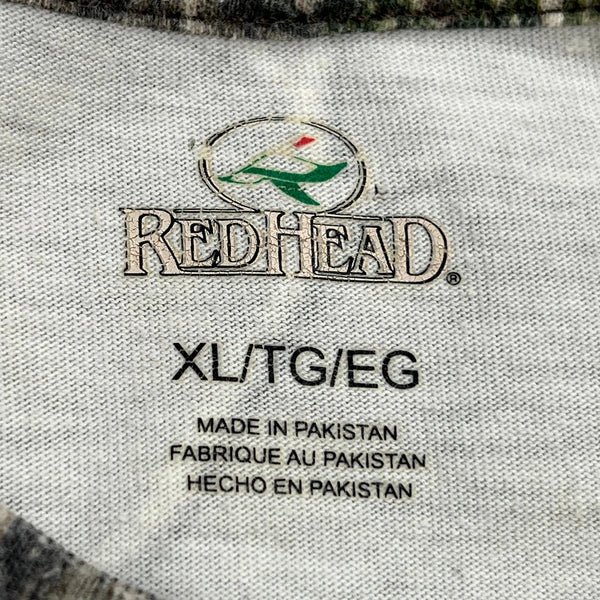 REDHEAD®
XL/TG/EG
MADE IN PAKISTAN
FABRIQUE AU PAKISTAN
HECHO EN PAKISTAN